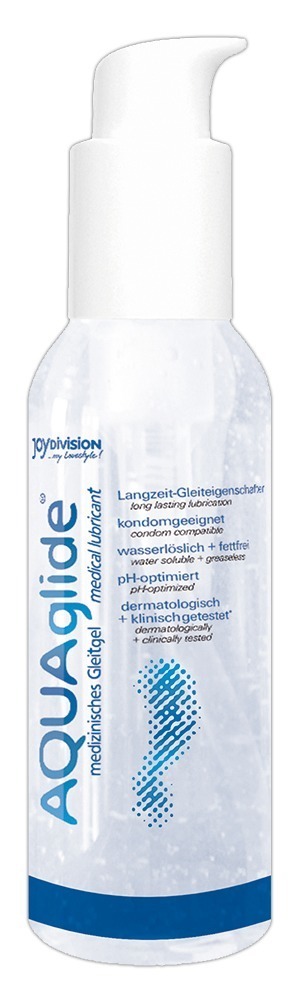 JOYDIVISION
...my lovestyle!
AQUAglide®
medizinisches Gleitgel medical lubricant
Langzeit-Gleiteigenschaften
long lasting lubrication
kondomgeeignet
condom compatible
wasserlöslich + fettfrei
water soluble + greaseless
pH-optimiert
pH-optimized
dermatologisch
+ klinisch getestet*
dermatologically
+ clinically tested